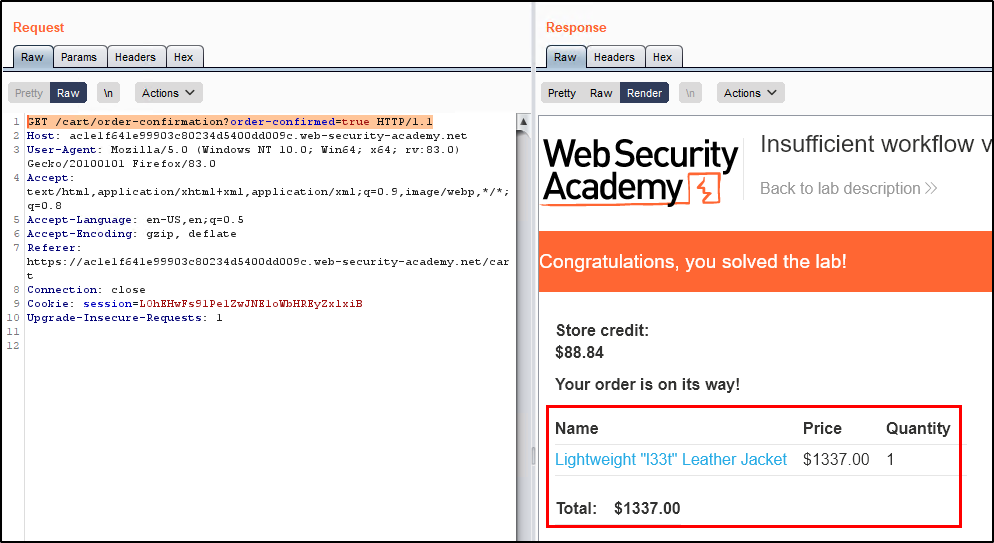 Request
Raw Params Headers Hex
Pretty Raw \n Actions
1 GET /cart/order-confirmation?order-confirmed=true HTTP/1.1
2 Host: ac1e1f641e99903c80234d5400dd009c.web-security-academy.net
3 User-Agent: Mozilla/5.0 (Windows NT 10.0; Win64; x64; rv:83.0)
Gecko/20100101 Firefox/83.0
4 Accept:
text/html,application/xhtml+xml,application/xml;q=0.9,image/webp,*/*;
q=0.8
5 Accept-Language: en-US,en;q=0.5
6 Accept-Encoding: gzip, deflate
7 Referer:
https://ac1e1f641e99903c80234d5400dd009c.web-security-academy.net/car
t
8 Connection: close
9 Cookie: session=
10 Upgrade-Insecure-Requests: 1
11
12
Response
Raw Headers Hex
Pretty Raw Render \n Actions
Web Security
Academy
Insufficient workflow v
Back to lab description
Congratulations, you solved the lab!
Store credit:
$88.84
Your order is on its way!
Name Price Quantity
Lightweight "l33t" Leather Jacket $1337.00 1
Total: $1337.00